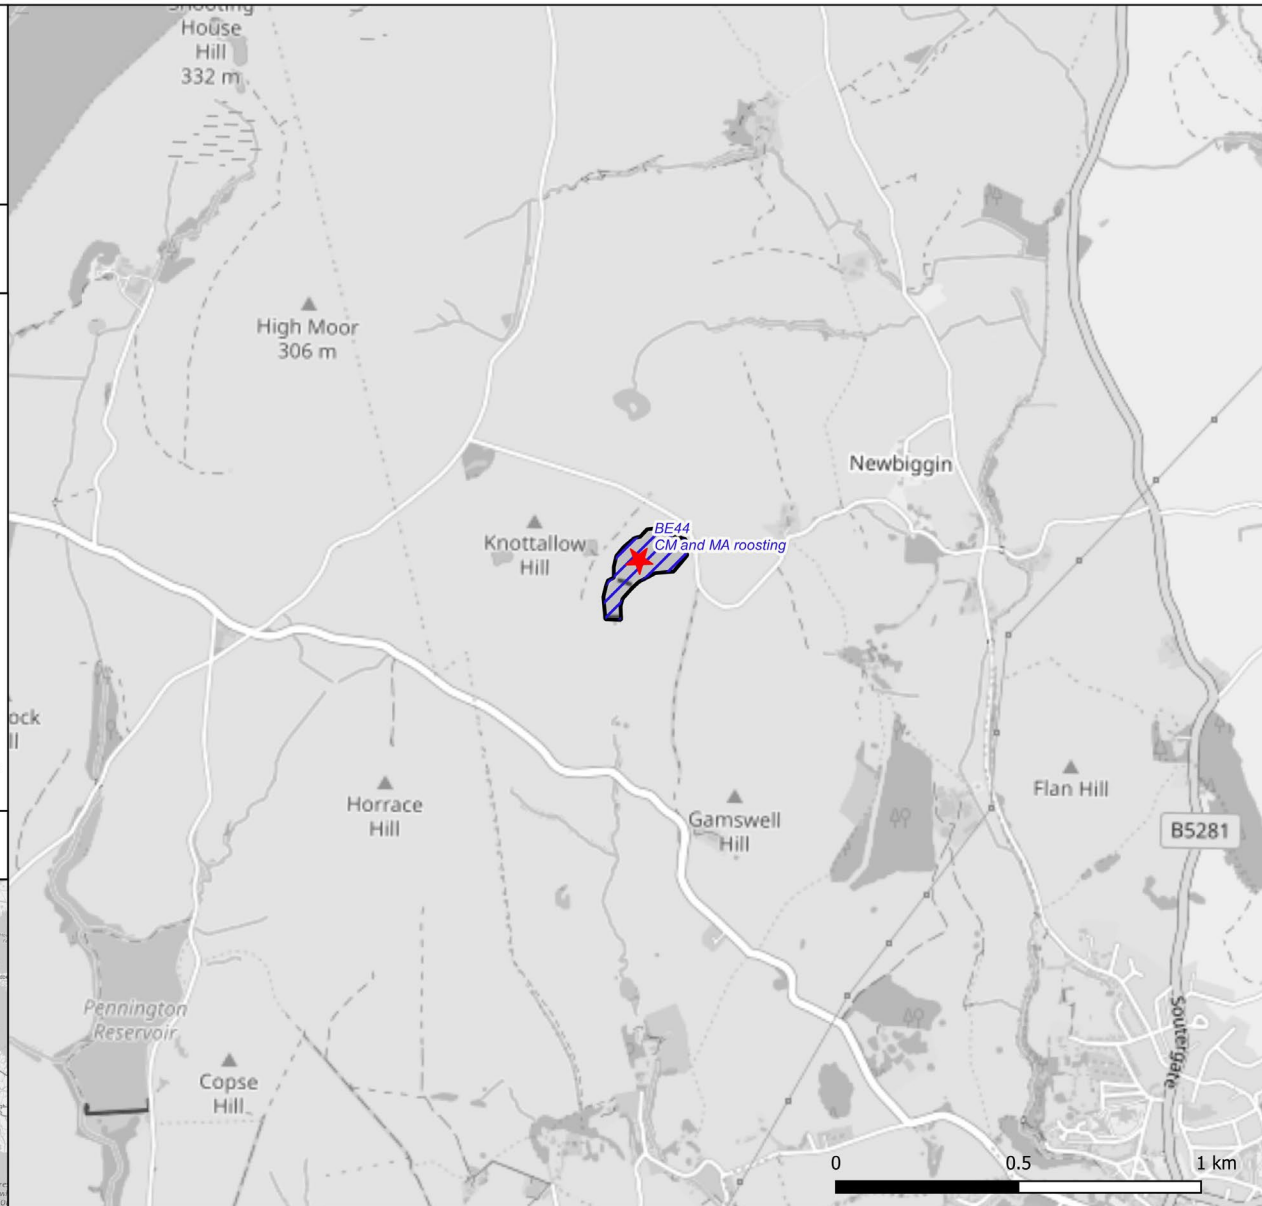 Shooting
House
Hill
332 m
High Moor
306 m
Newbiggin
BE44
CM and MA roosting
Knottallow
Hill
Horrace
Hill
Gamswell
Hill
Flan Hill
B5281
Pennington
Reservoir
Copse
Hill
Soutergate
0 0.5 1 km